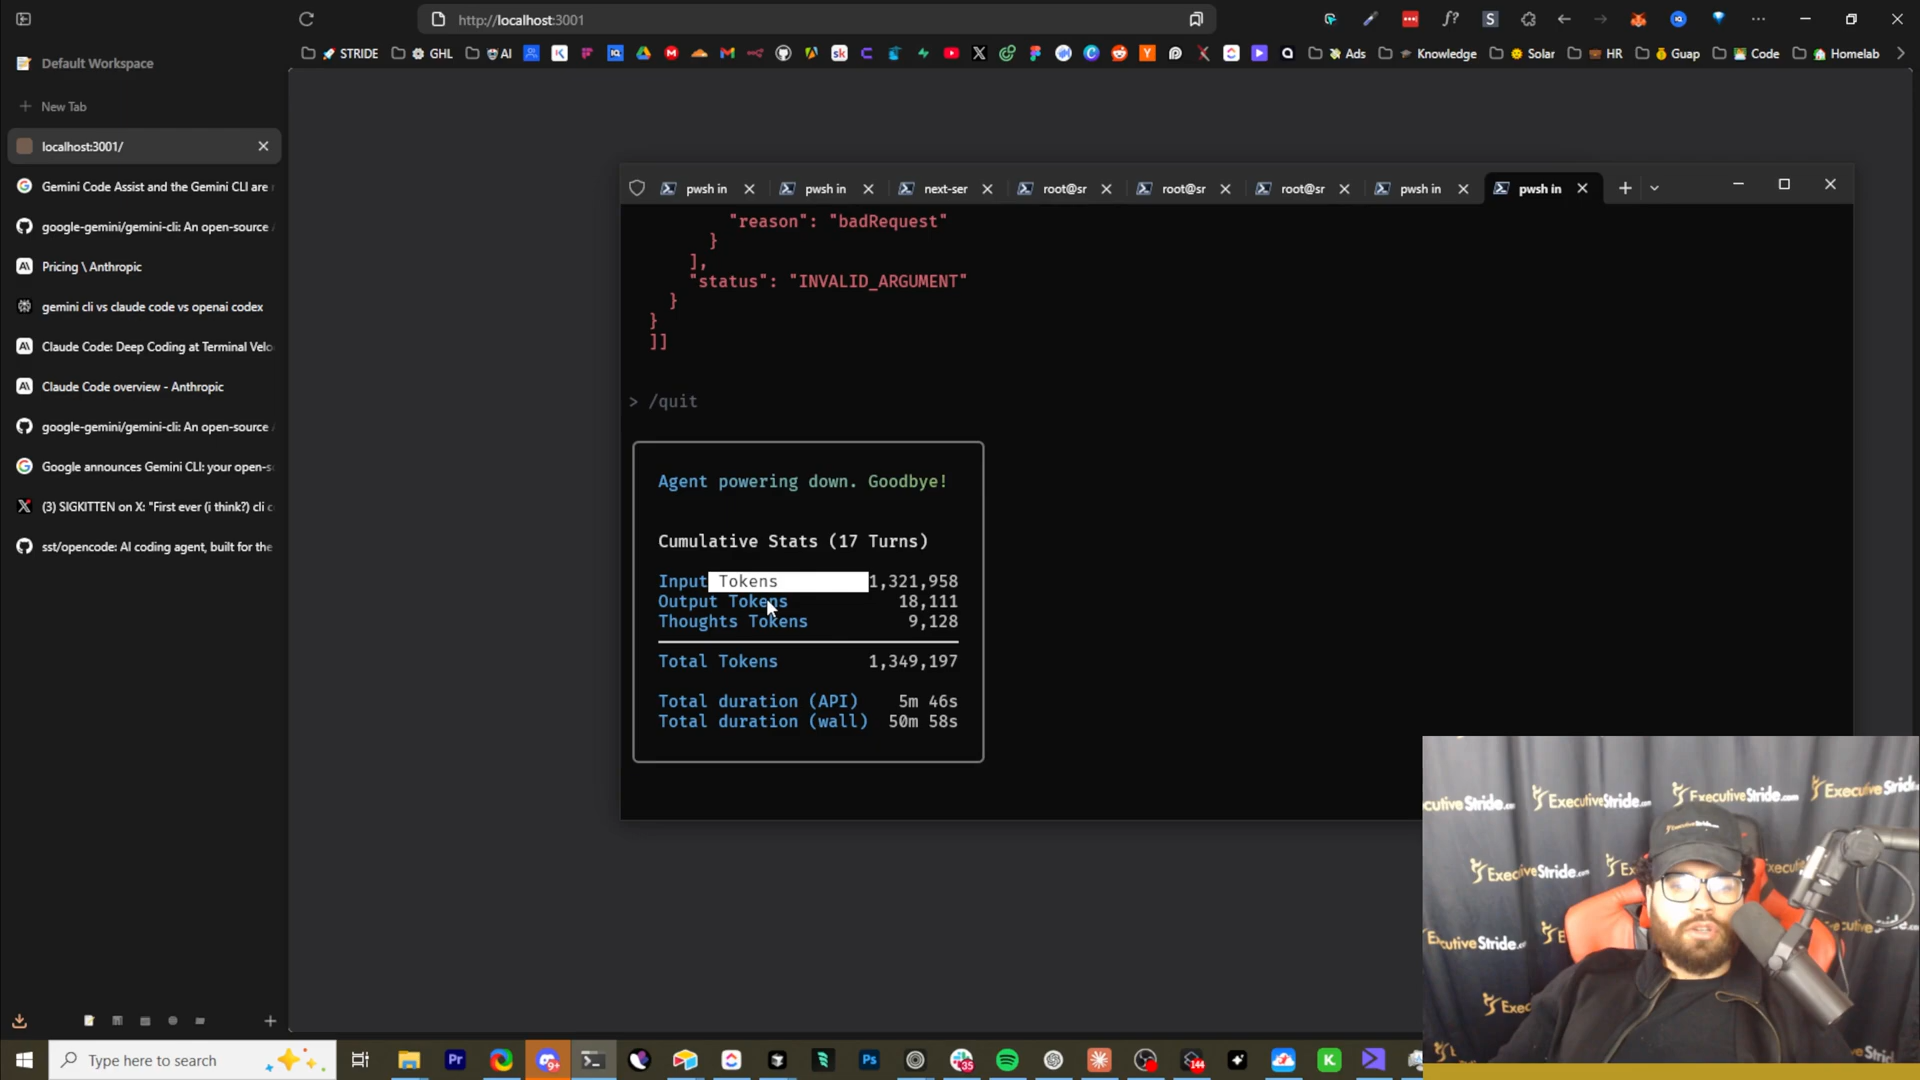 http://localhost:3001
STRIDE
GHL
AI
Ads
Knowledge
Solar
HR
Guap
Code
Homelab
Default Workspace
New Tab
localhost:3001/
Gemini Code Assist and the Gemini CLI are
google-gemini/gemini-cli: An open-source
Pricing \ Anthropic
gemini cli vs claude code vs openai codex
Claude Code: Deep Coding at Terminal Velo
Claude Code overview - Anthropic
google-gemini/gemini-cli: An open-source
Google announces Gemini CLI: your open-s
(3) SIGKITTEN on X: "First ever (i think?) cli c
sst/opencode: AI coding agent, built for the
pwsh in
pwsh in
next-ser
root@sr
root@sr
root@sr
pwsh in
pwsh in
"reason": "badRequest"
}
],
"status": "INVALID_ARGUMENT"
}
}
]]
> /quit
Agent powering down. Goodbye!
Cumulative Stats (17 Turns)
Input Tokens 1,321,958
Output Tokens 18,111
Thoughts Tokens 9,128
Total Tokens 1,349,197
Total duration (API) 5m 46s
Total duration (wall) 50m 58s
ExecutiveStride.com
ExecutiveStride.com
ExecutiveStride
Type here to search